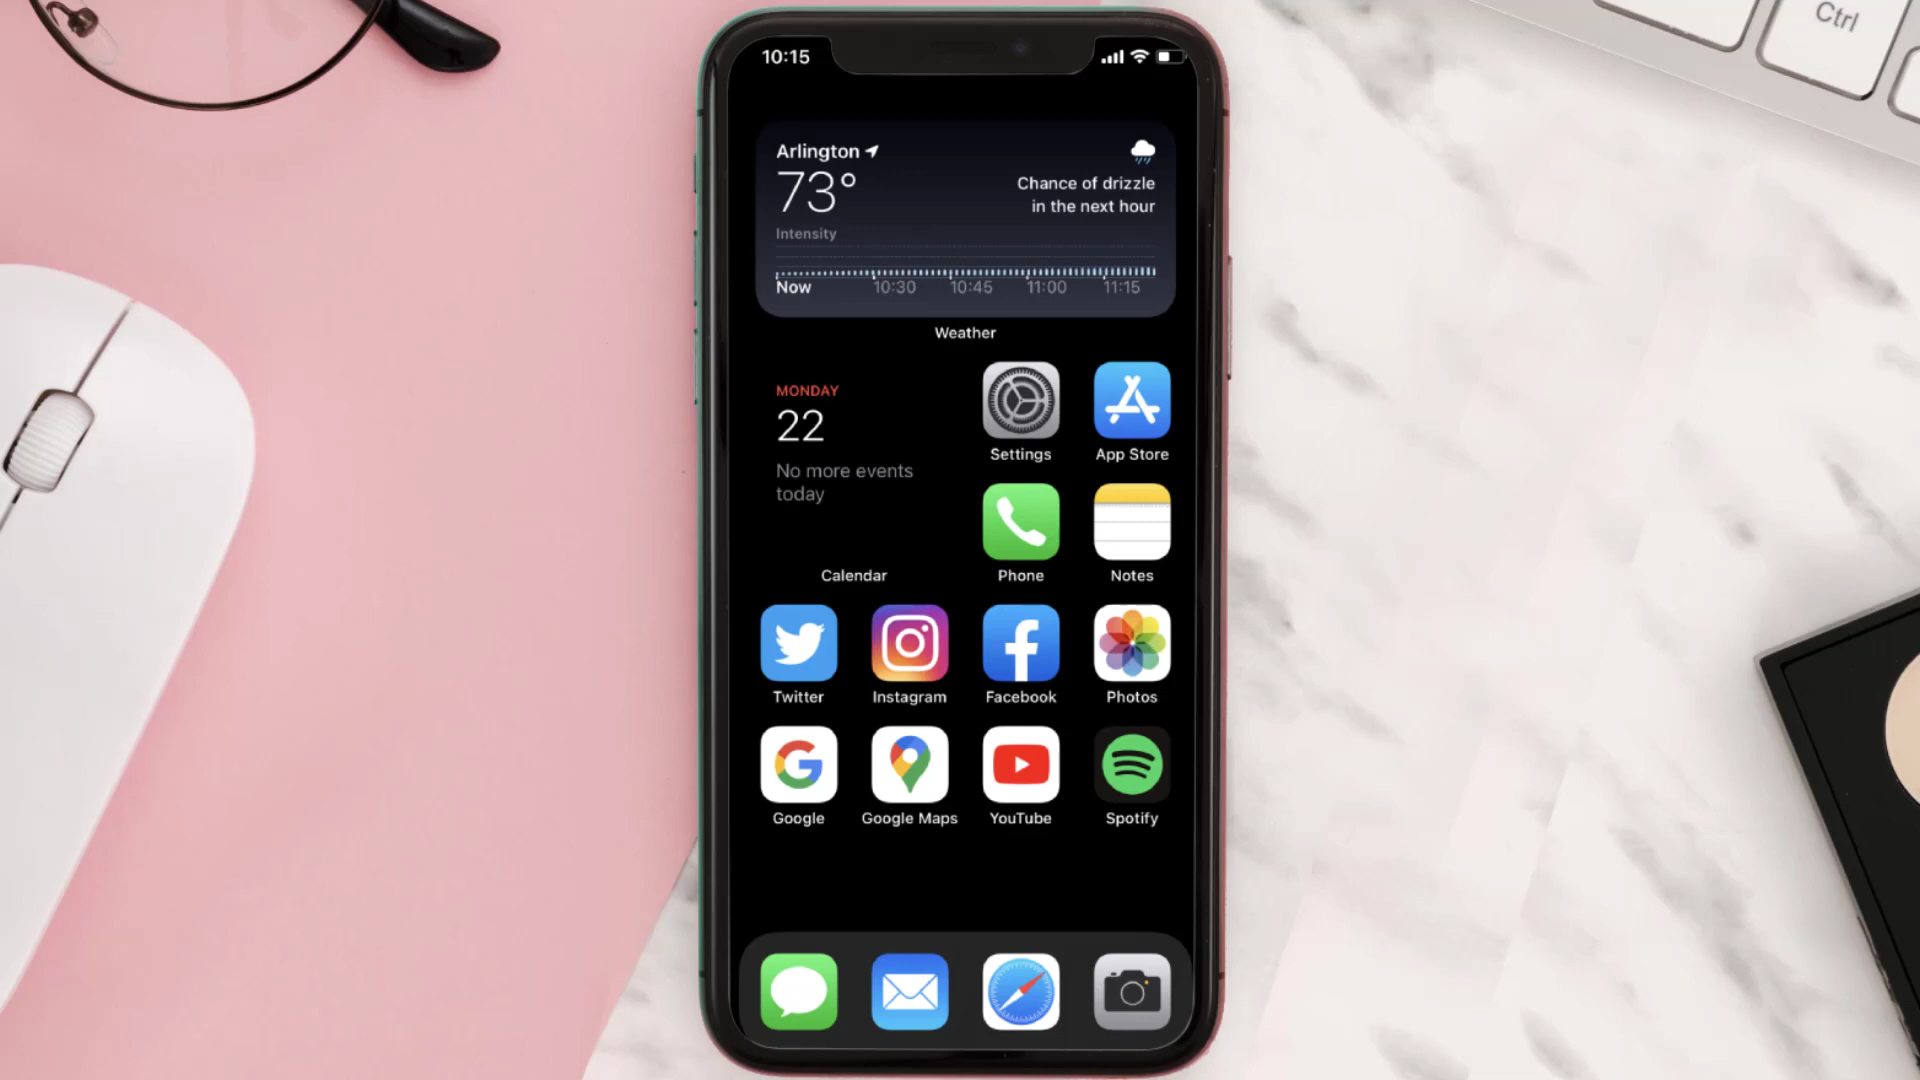 Ctrl
10:15
Arlington
73°
Chance of drizzle
in the next hour
Intensity
Now 10:30 10:45 11:00 11:15
Weather
MONDAY
22
No more events
today
Calendar
Settings
App Store
Phone
Notes
Twitter
Instagram
Facebook
Photos
Google
Google Maps
YouTube
Spotify